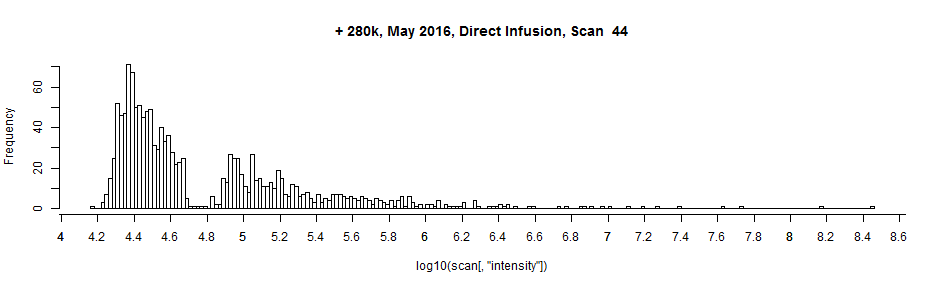 + 280k, May 2016, Direct Infusion, Scan  44
Frequency
60
40
20
0
4 4.2 4.4 4.6 4.8 5 5.2 5.4 5.6 5.8 6 6.2 6.4 6.6 6.8 7 7.2 7.4 7.6 7.8 8 8.2 8.4 8.6
log10(scan[, "intensity"])